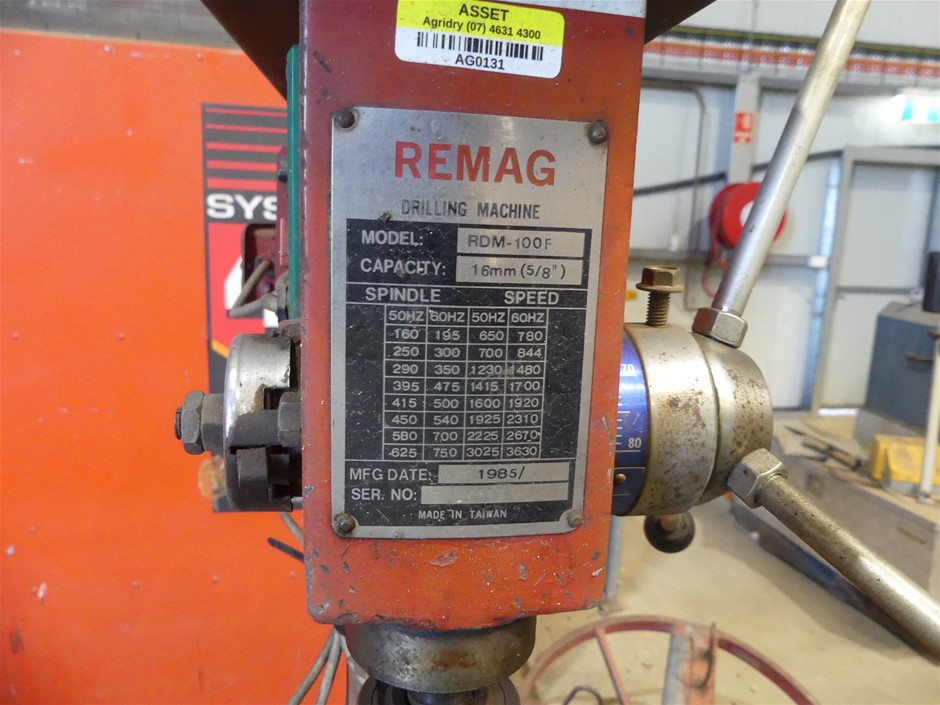 ASSET
Agridry (07) 4631 4300
AG0131
SYS
REMAG
DRILLING MACHINE
MODEL: RDM-100F
CAPACITY: 16mm (5/8")
SPINDLE SPEED
50HZ 60HZ 50HZ 60HZ
160 195 650 780
250 300 700 844
290 350 1230 1480
395 475 1415 1700
415 500 1600 1920
450 540 1925 2310
580 700 2225 2670
625 750 3025 3630
MFG DATE: 1985/
SER. NO:
MADE IN TAIWAN
70
80